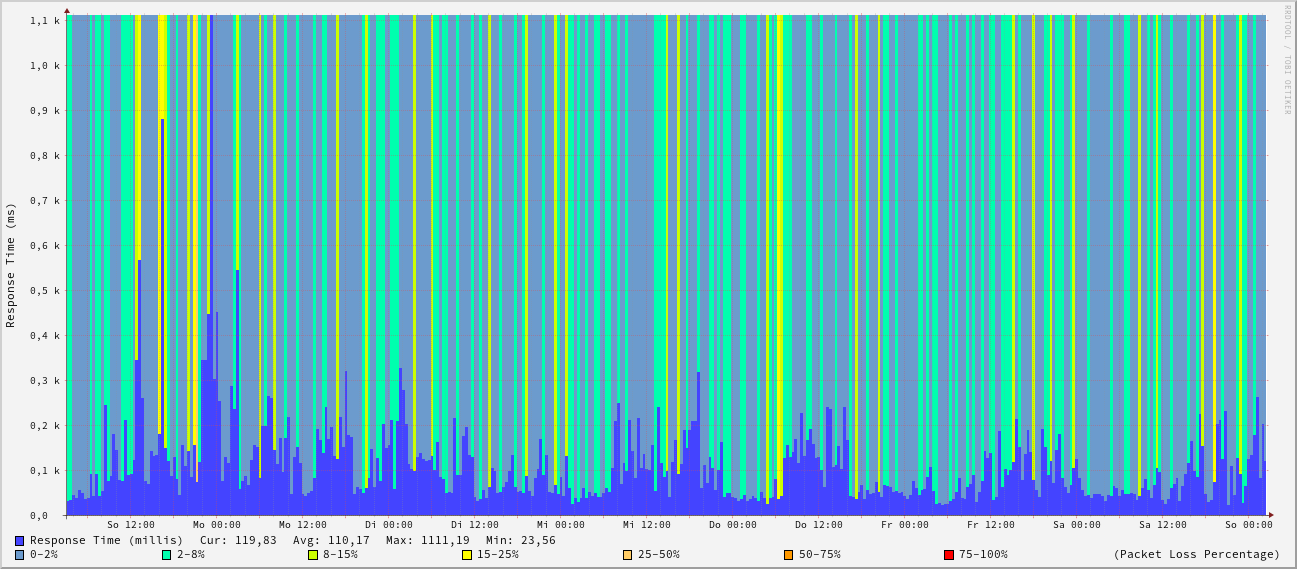 RRDTOOL / TOBI OETIKER
Response Time (ms)
1,1 k
1,0 k
0,9 k
0,8 k
0,7 k
0,6 k
0,5 k
0,4 k
0,3 k
0,2 k
0,1 k
0,0
So 12:00 Mo 00:00 Mo 12:00 Di 00:00 Di 12:00 Mi 00:00 Mi 12:00 Do 00:00 Do 12:00 Fr 00:00 Fr 12:00 Sa 00:00 Sa 12:00 So 00:00
Response Time (millis) Cur: 119,83 Avg: 110,17 Max: 1111,19 Min: 23,56
0-2% 2-8% 8-15% 15-25% 25-50% 50-75% 75-100% (Packet Loss Percentage)